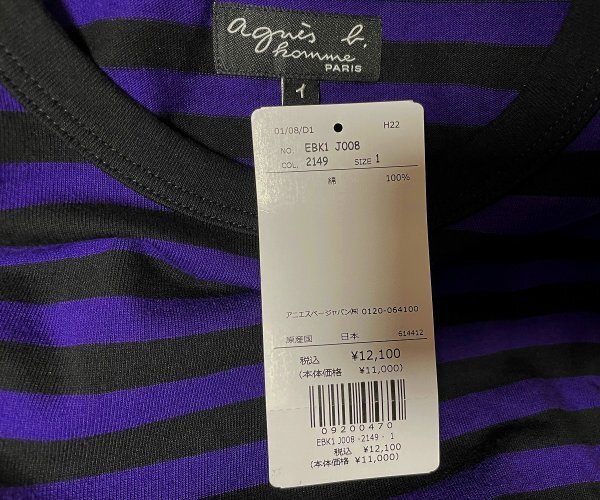 agnès b.
homme
PARIS
1
01/08/D1 H22
NO. EBK1 J008
COL. 2149 SIZE 1
綿 100%
アニエスベージャパン㈱ 0120-064100
原産国 日本 614412
税込 ¥12,100
(本体価格 ¥11,000)
09200470
EBK1 J008 -2149 - 1
税込 ¥12,100
(本体価格 ¥11,000)